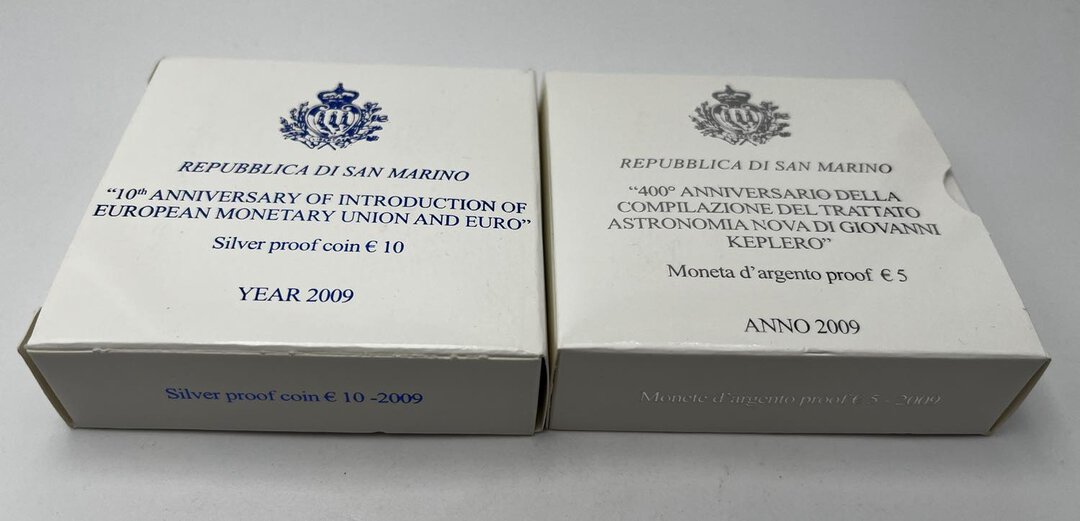 REPUBBLICA DI SAN MARINO
“10th ANNIVERSARY OF INTRODUCTION OF
EUROPEAN MONETARY UNION AND EURO”
Silver proof coin € 10
YEAR 2009
Silver proof coin € 10 -2009
REPUBBLICA DI SAN MARINO
“400° ANNIVERSARIO DELLA
COMPILAZIONE DEL TRATTATO
ASTRONOMIA NOVA DI GIOVANNI
KEPLERO”
Moneta d’argento proof € 5
ANNO 2009
Monete d’argento proof € 5 - 2009